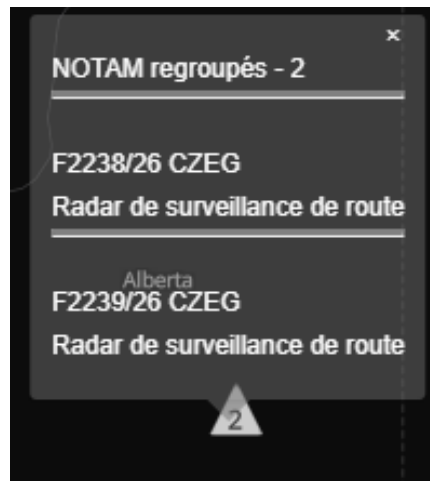 ×
NOTAM regroupés - 2
F2238/26 CZEG
Radar de surveillance de route
Alberta
F2239/26 CZEG
Radar de surveillance de route
2